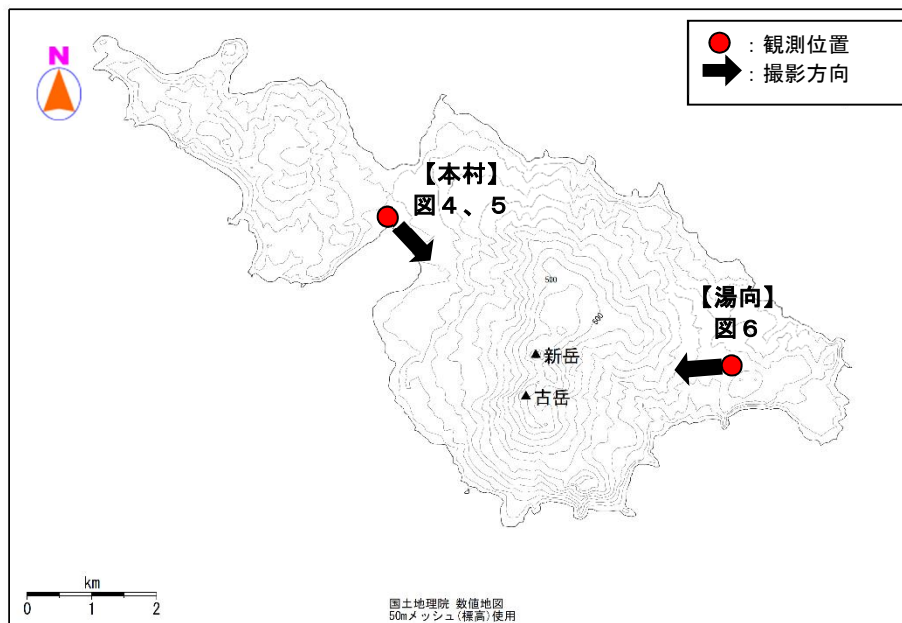 N
：観測位置
：撮影方向
【本村】
図４、５
500
500
【湯向】
図６
▲新岳
▲古岳
km
0 1 2
国土地理院 数値地図
50mメッシュ（標高）使用